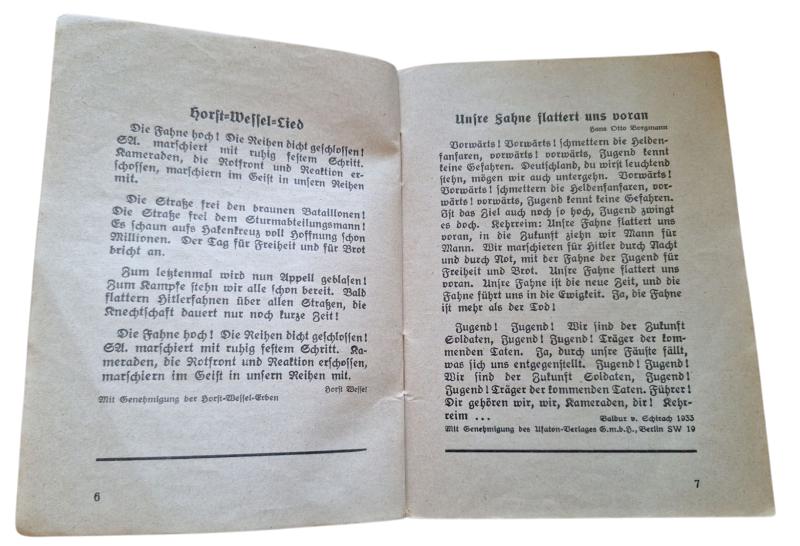 Horst-Wessel-Lied
Die Fahne hoch! Die Reihen dicht geschlossen!
SA. marschiert mit ruhig festem Schritt.
Kameraden, die Rotfront und Reaktion er-
schossen, marschieren im Geist in unsern Reihen
mit.
Die Straße frei den braunen Bataillonen!
Die Straße frei dem Sturmabteilungsmann!
Es schaun aufs Hakenkreuz voll Hoffnung schon
Millionen. Der Tag für Freiheit und für Brot
bricht an.
Zum letztenmal wird nun Appell geblasen!
Zum Kampfe stehn wir alle schon bereit. Bald
flattern Hitlerfahnen über allen Straßen, die
Knechtschaft dauert nur noch kurze Zeit!
Die Fahne hoch! Die Reihen dicht geschlossen!
SA. marschiert mit ruhig festem Schritt. Ka-
meraden, die Rotfront und Reaktion erschossen,
marschieren im Geist in unsern Reihen mit.
Horst Wessel
Mit Genehmigung der Horst-Wessel-Erben
6
Unsre Fahne flattert uns voran
Hans Otto Borgmann
Vorwärts! Vorwärts! schmettern die Helden-
fanfaren, vorwärts! vorwärts, Jugend kennt
keine Gefahren. Deutschland, du wirst leuchtend
stehn, mögen wir auch untergehn. Vorwärts!
Vorwärts! schmettern die Heldenfanfaren, vor-
wärts! vorwärts, Jugend kennt keine Gefahren.
Ist das Ziel auch noch so hoch, Jugend zwingt
es doch. Kehrreim: Unsre Fahne flattert uns
voran, in die Zukunft ziehn wir Mann für
Mann. Wir marschieren für Hitler durch Nacht
und durch Not, mit der Fahne der Jugend für
Freiheit und Brot. Unsre Fahne flattert uns
voran. Unsre Fahne ist die neue Zeit, und die
Fahne führt uns in die Ewigkeit. Ja, die Fahne
ist mehr als der Tod!
Jugend! Jugend! Wir sind der Zukunft
Soldaten, Jugend! Jugend! Träger der kom-
menden Taten. Ja, durch unsre Fäuste fällt,
was sich uns entgegenstellt. Jugend! Jugend!
Wir sind der Zukunft Soldaten, Jugend!
Jugend! Träger der kommenden Taten. Führer!
Dir gehören wir, wir, Kameraden, dir! Kehr-
reim ...
Baldur v. Schirach 1933
Mit Genehmigung des Ufaton-Verlages G.m.b.H., Berlin SW 19
7